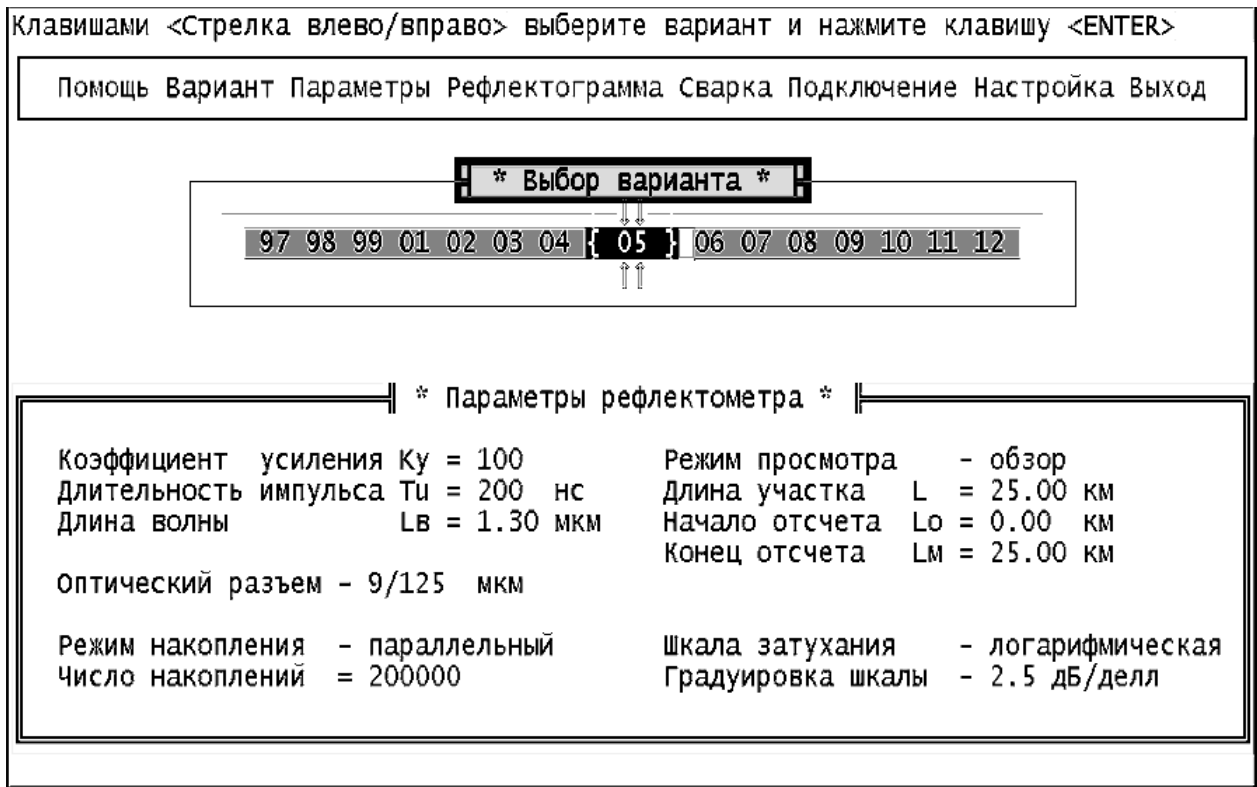 Клавишами <Стрелка влево/вправо> выберите вариант и нажмите клавишу <ENTER>
Помощь Вариант Параметры Рефлектограмма Сварка Подключение Настройка Выход
* Выбор варианта *
97 98 99 01 02 03 04 { 05 } 06 07 08 09 10 11 12
* Параметры рефлектометра *
Коэффициент усиления Ку = 100 Режим просмотра - обзор
Длительность импульса Ти = 200 нс Длина участка L = 25.00 км
Длина волны Lв = 1.30 мкм Начало отсчета Lо = 0.00 км
Конец отсчета Lм = 25.00 км
Оптический разъем - 9/125 мкм
Режим накопления - параллельный Шкала затухания - логарифмическая
Число накоплений = 200000 Градуировка шкалы - 2.5 дБ/делл